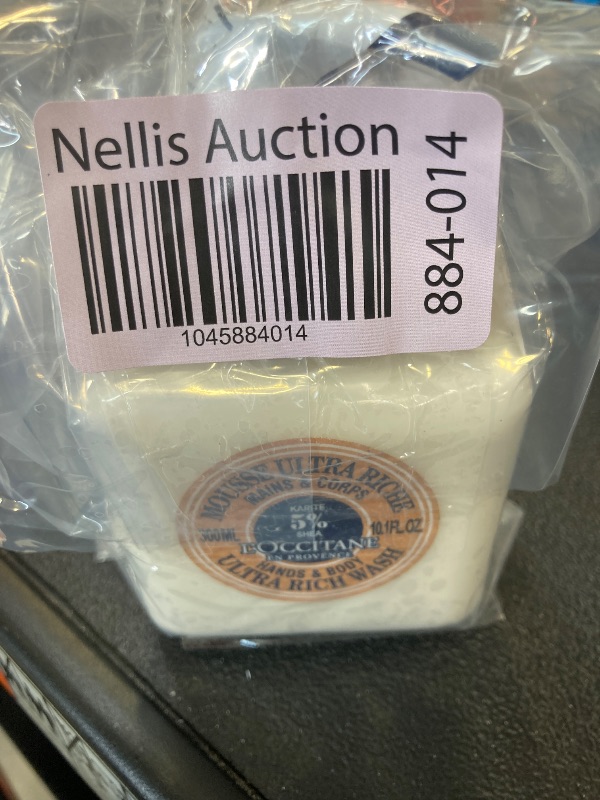 Nellis Auction
884-014
1045884014
MOUSSE ULTRA RICHE
MAINS & CORPS
KARITE
5%
SHEA
300ML
10.1FL.OZ
L'OCCITANE
EN PROVENCE
HANDS & BODY
ULTRA RICH WASH